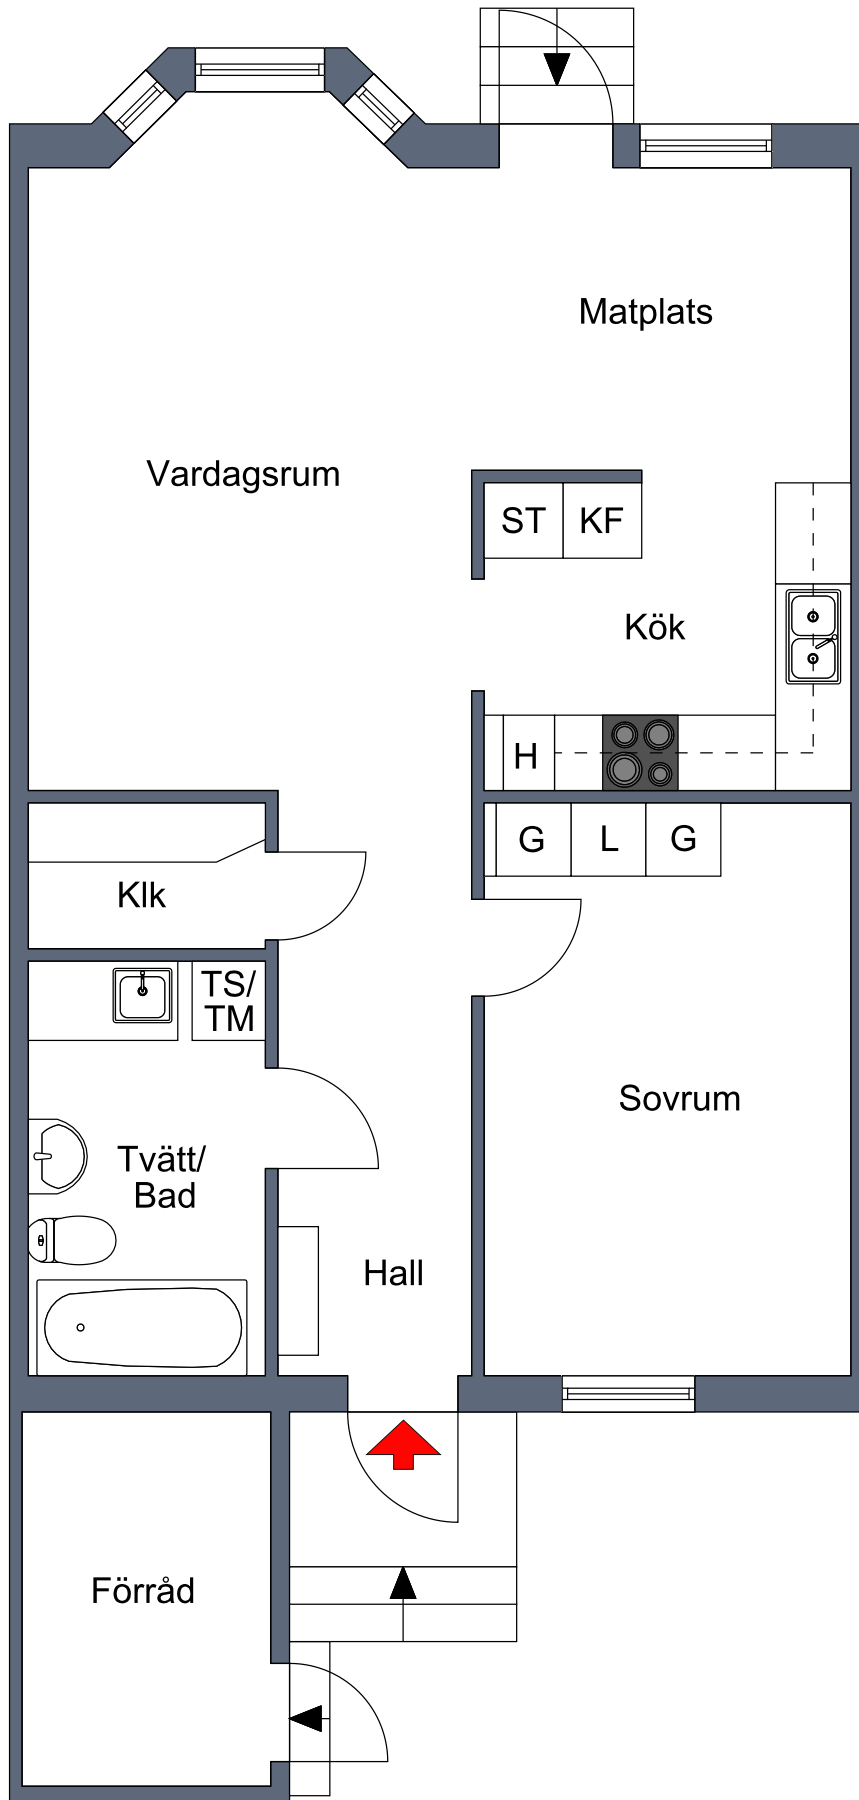 Matplats
Vardagsrum
ST
KF
Kök
H
G
L
G
Klk
TS/
TM
Sovrum
Tvätt/
Bad
Hall
Förråd